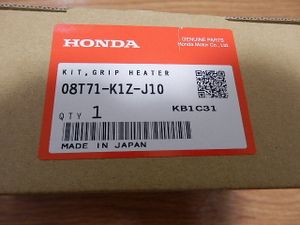 HONDA
GENUINE PARTS
Honda Motor Co., Ltd.
KIT,GRIP HEATER
08T71-K1Z-J10
QTY 1
KB1C31
MADE IN JAPAN